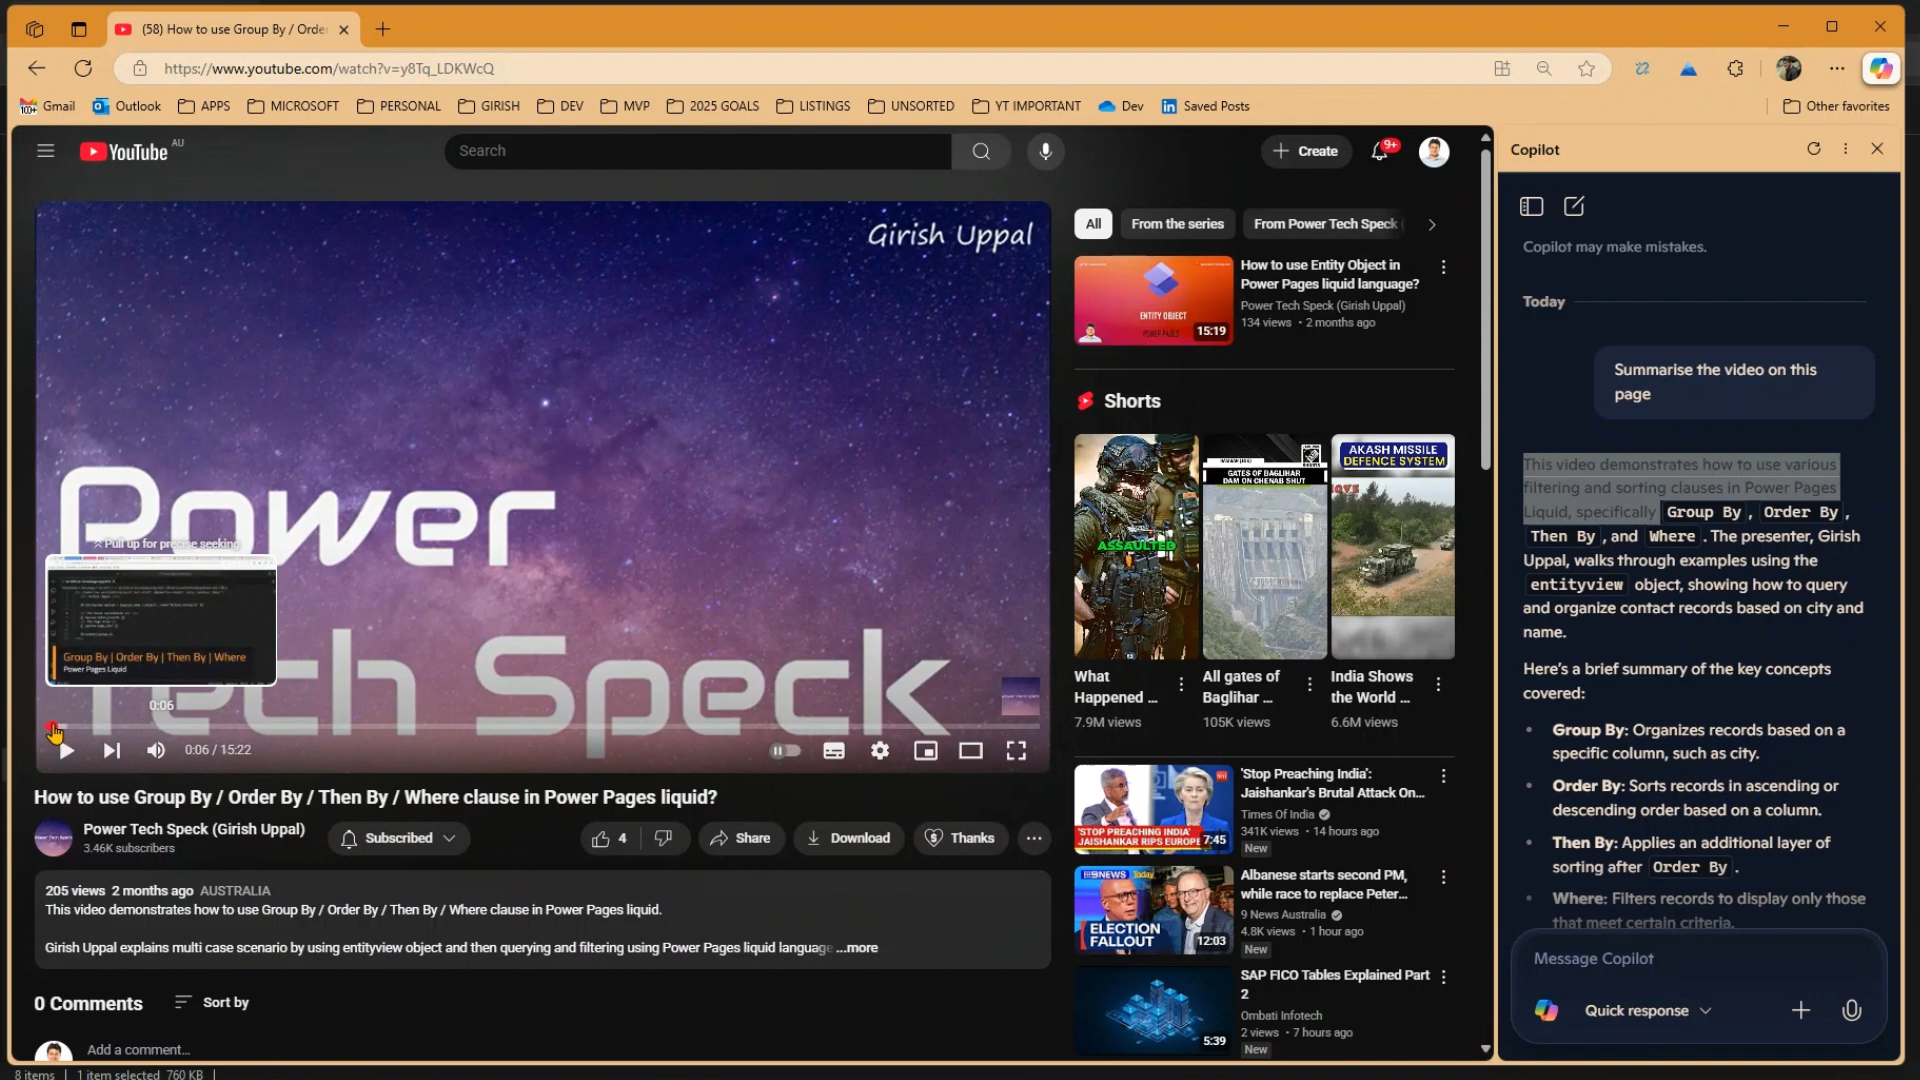 (58) How to use Group By / Orde
https://www.youtube.com/watch?v=y8Tq_LDKWcQ
Gmail
Outlook
APPS
MICROSOFT
PERSONAL
GIRISH
DEV
MVP
2025 GOALS
LISTINGS
UNSORTED
YT IMPORTANT
Dev
Saved Posts
Other favorites
YouTube AU
Search
Create
9+
Girish Uppal
Power
Tech Speck
Pull up for precise seeking
Group By | Order By | Then By | Where
Power Pages Liquid
0:06
0:06 / 15:22
How to use Group By / Order By / Then By / Where clause in Power Pages liquid?
Power Tech Speck (Girish Uppal)
3.46K subscribers
Subscribed
4
Share
Download
Thanks
205 views 2 months ago AUSTRALIA
This video demonstrates how to use Group By / Order By / Then By / Where clause in Power Pages liquid.
Girish Uppal explains multi case scenario by using entityview object and then querying and filtering using Power Pages liquid language ...more
0 Comments
Sort by
Add a comment...
All
From the series
From Power Tech Speck (
ENTITY OBJECT
POWER PAGES
15:19
How to use Entity Object in
Power Pages liquid language?
Power Tech Speck (Girish Uppal)
134 views • 2 months ago
Shorts
ASSAULTED
GATES OF BAGLIHAR
DAM ON CHENAB SHUT
AKASH MISSILE
DEFENCE SYSTEM
What
Happened ...
7.9M views
All gates of
Baglihar ...
105K views
India Shows
the World ...
6.6M views
'STOP PREACHING INDIA'
JAISHANKAR RIPS EUROPE
7:45
'Stop Preaching India':
Jaishankar's Brutal Attack On...
Times Of India
341K views • 14 hours ago
New
9NEWS Today
ELECTION
FALLOUT
12:03
Albanese starts second PM,
while race to replace Peter...
9 News Australia
4.8K views • 1 hour ago
New
5:39
SAP FICO Tables Explained Part
2
Ombati Infotech
2 views • 7 hours ago
New
Copilot
Copilot may make mistakes.
Today
Summarise the video on this
page
This video demonstrates how to use various
filtering and sorting clauses in Power Pages
Liquid, specifically Group By , Order By ,
Then By , and Where . The presenter, Girish
Uppal, walks through examples using the
entityview object, showing how to query
and organize contact records based on city and
name.
Here's a brief summary of the key concepts
covered:
• Group By: Organizes records based on a
specific column, such as city.
• Order By: Sorts records in ascending or
descending order based on a column.
• Then By: Applies an additional layer of
sorting after Order By .
• Where: Filters records to display only those
that meet certain criteria.
Message Copilot
Quick response
8 items | 1 item selected 760 KB |